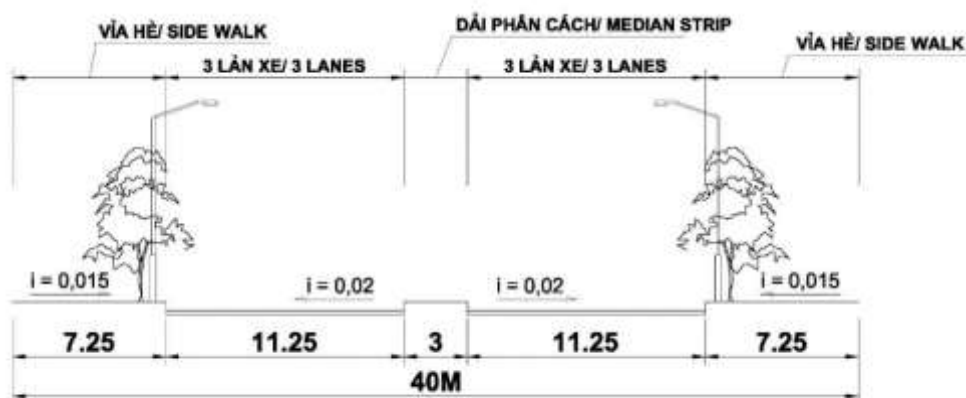 VỈA HÈ/ SIDE WALK
DẢI PHÂN CÁCH/ MEDIAN STRIP
VỈA HÈ/ SIDE WALK
3 LÀN XE/ 3 LANES
3 LÀN XE/ 3 LANES
i = 0,015
i = 0,02
i = 0,02
i = 0,015
7.25
11.25
3
11.25
7.25
40M